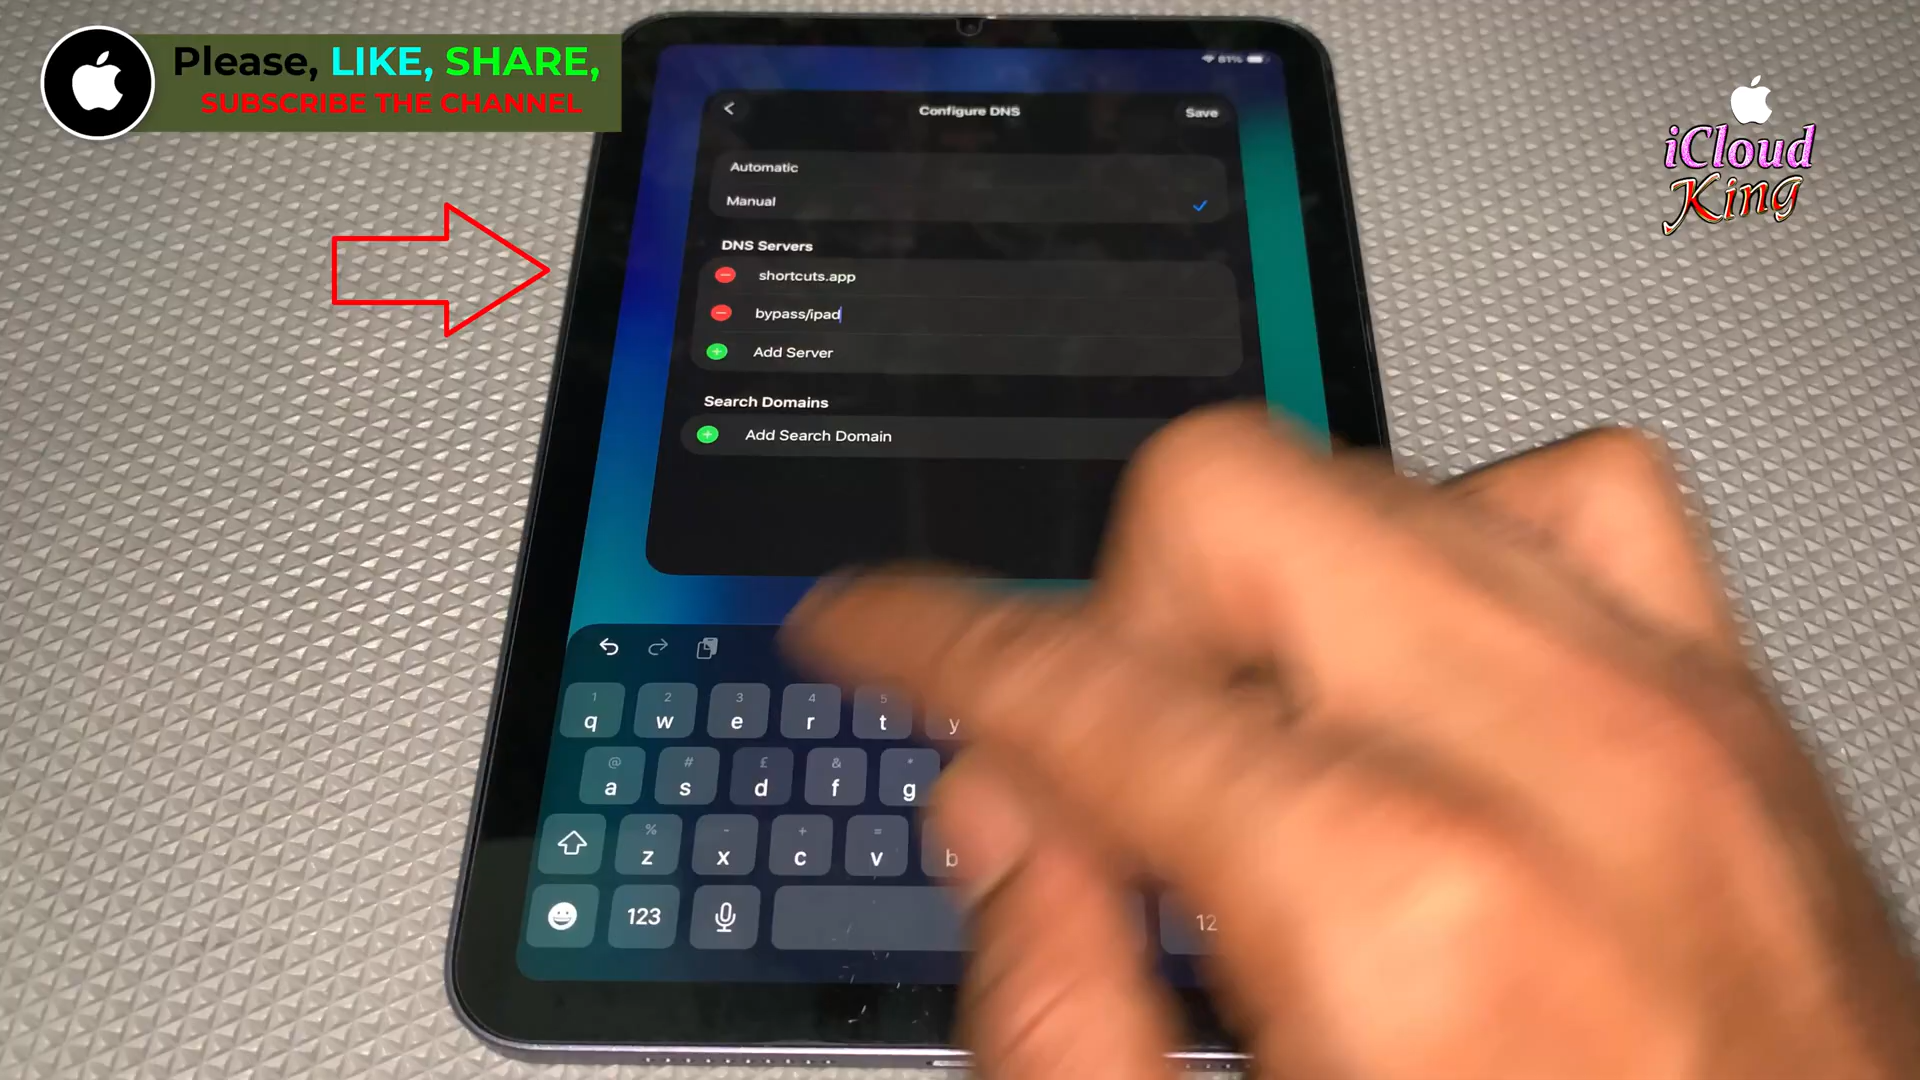 Please, LIKE, SHARE,
SUBSCRIBE THE CHANNEL
iCloud
King
81%
Configure DNS
Save
Automatic
Manual
DNS Servers
shortcuts.app
bypass/ipad
Add Server
Search Domains
Add Search Domain
1 2 3 4 5
q w e r t y
@ # £ & *
a s d f g
% - + =
z x c v b
123
12